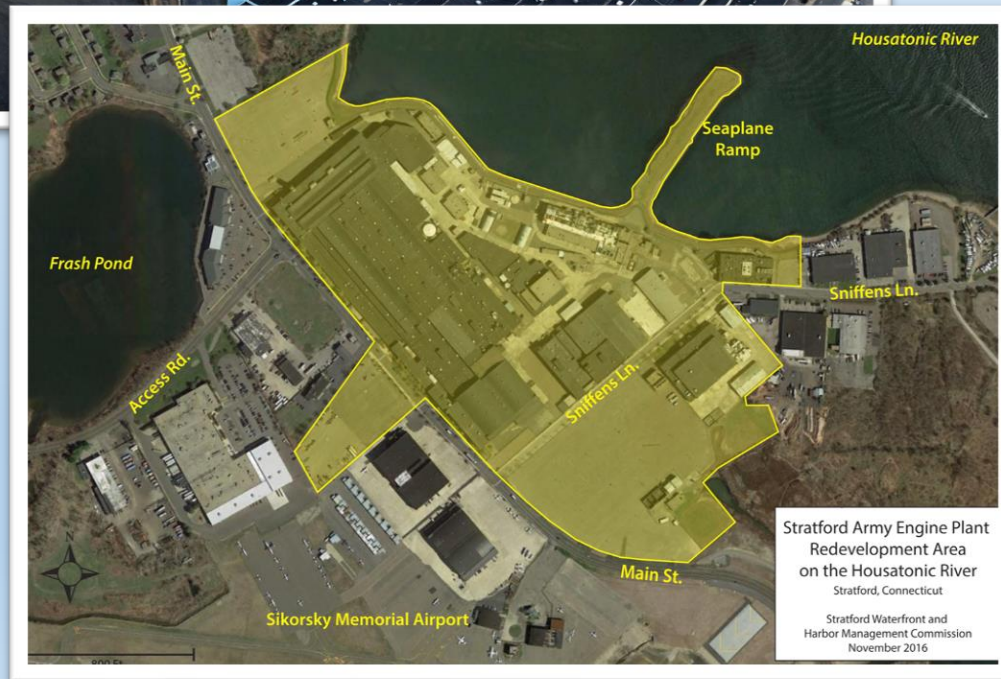 Housatonic River
Main St.
Seaplane
Ramp
Frash Pond
Sniffens Ln.
Access Rd.
Sniffens Ln.
Main St.
Sikorsky Memorial Airport
N
800 Ft.
Stratford Army Engine Plant
Redevelopment Area
on the Housatonic River
Stratford, Connecticut
Stratford Waterfront and
Harbor Management Commission
November 2016